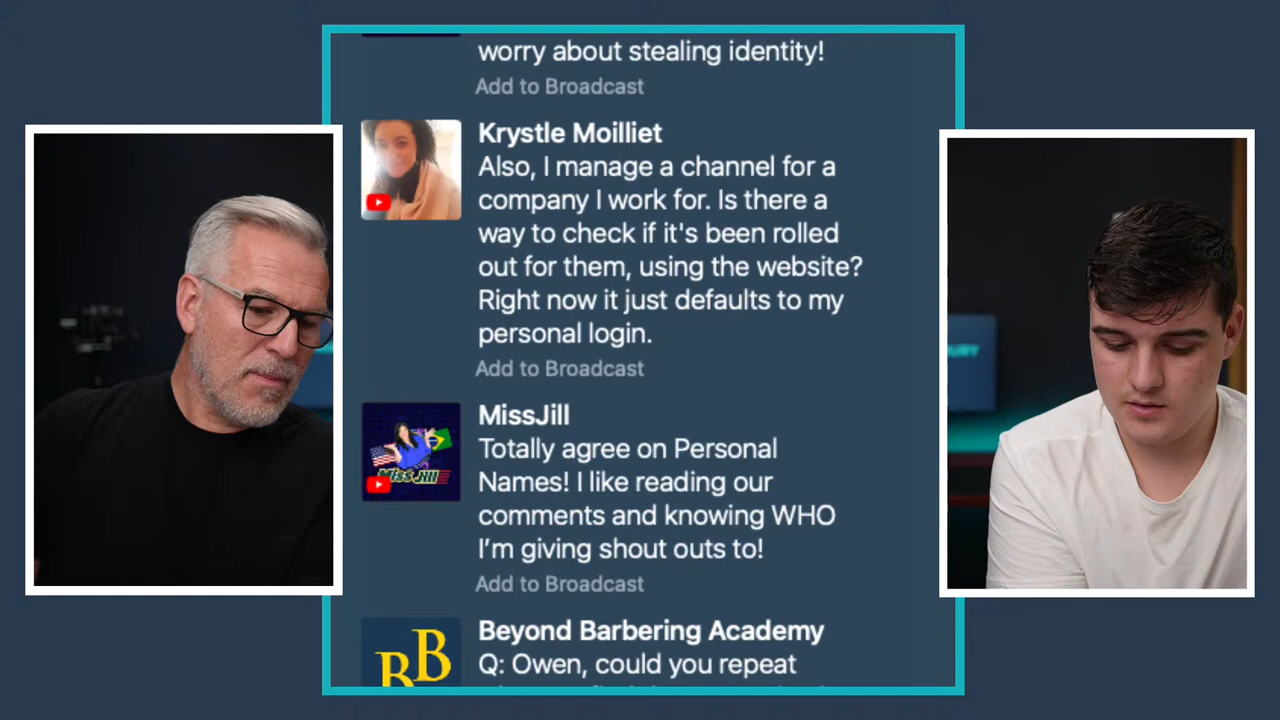 worry about stealing identity!
Add to Broadcast
Krystle Moilliet
Also, I manage a channel for a
company I work for. Is there a
way to check if it's been rolled
out for them, using the website?
Right now it just defaults to my
personal login.
Add to Broadcast
MissJill
Totally agree on Personal
Names! I like reading our
comments and knowing WHO
I'm giving shout outs to!
Add to Broadcast
Miss Jill
Beyond Barbering Academy
Q: Owen, could you repeat
BB